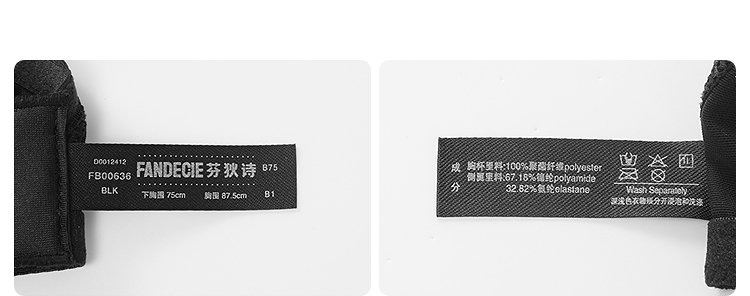 D0012412
FB00636
BLK
FANDECIE芬狄诗
下胸围 75cm
胸围 87.5cm
B75
B1
成分
胸杯里料:100%聚酯纤维polyester
侧翼里料:67.18%锦纶polyamide
32.82%氨纶elastane
Wash Separately
深浅色衣物须分开浸泡和洗涤